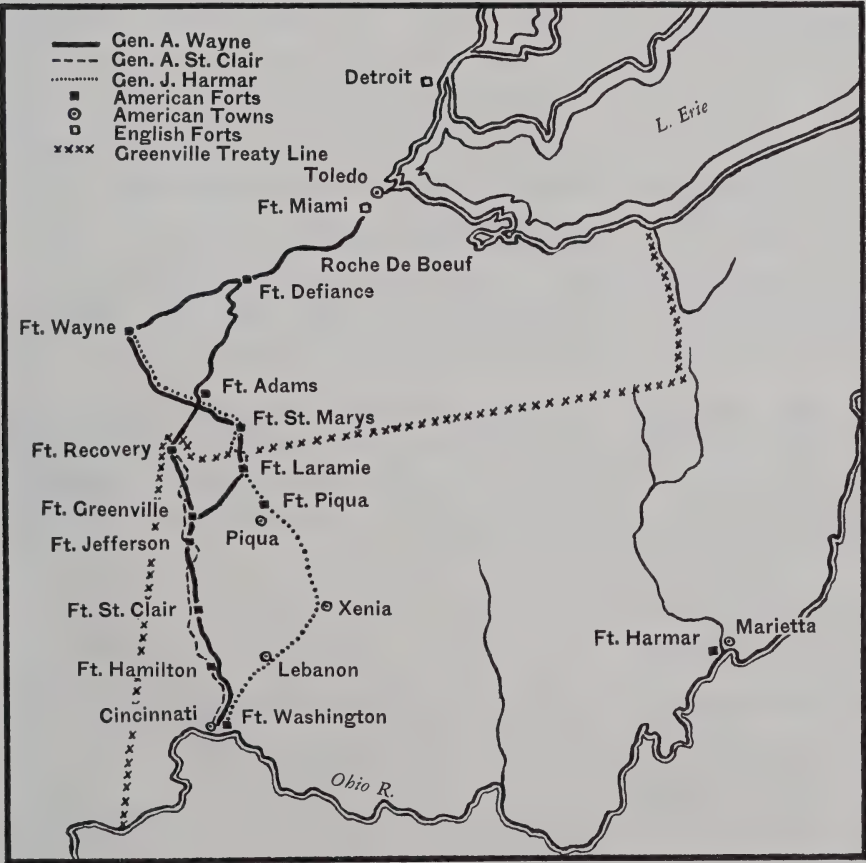 Gen. A. Wayne
Gen. A. St. Clair
Gen. J. Harmar
American Forts
American Towns
English Forts
Greenville Treaty Line
Detroit
L. Erie
Toledo
Ft. Miami
Roche De Boeuf
Ft. Defiance
Ft. Wayne
Ft. Adams
Ft. St. Marys
Ft. Recovery
Ft. Laramie
Ft. Greenville
Ft. Piqua
Ft. Jefferson
Piqua
Ft. St. Clair
Xenia
Ft. Harmar
Marietta
Ft. Hamilton
Lebanon
Cincinnati
Ft. Washington
Ohio R.